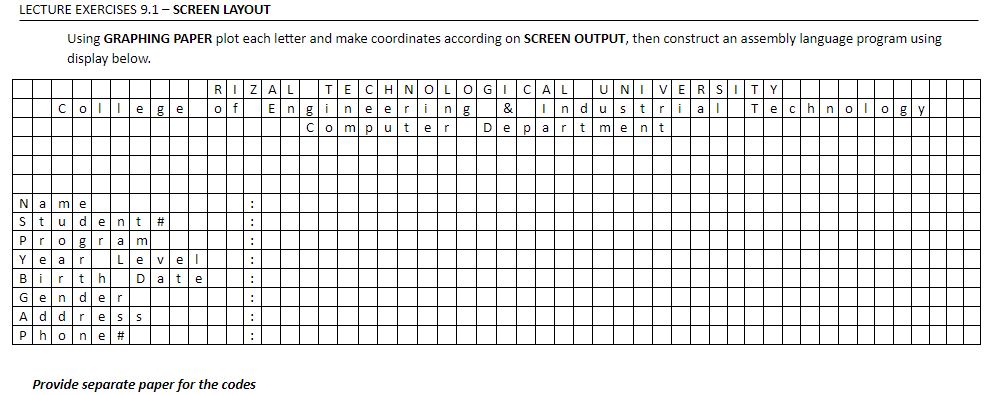 LECTURE EXERCISES 9.1 – SCREEN LAYOUT
Using GRAPHING PAPER plot each letter and make coordinates according on SCREEN OUTPUT, then construct an assembly language program using
display below.
RIZAL TECHNOLOGICAL UNIVERSITY
College of Engineering & Industrial Technology
Computer Department
Name :
Student# :
Program :
Year Level :
Birth Date :
Gender :
Address :
Phone# :
Provide separate paper for the codes